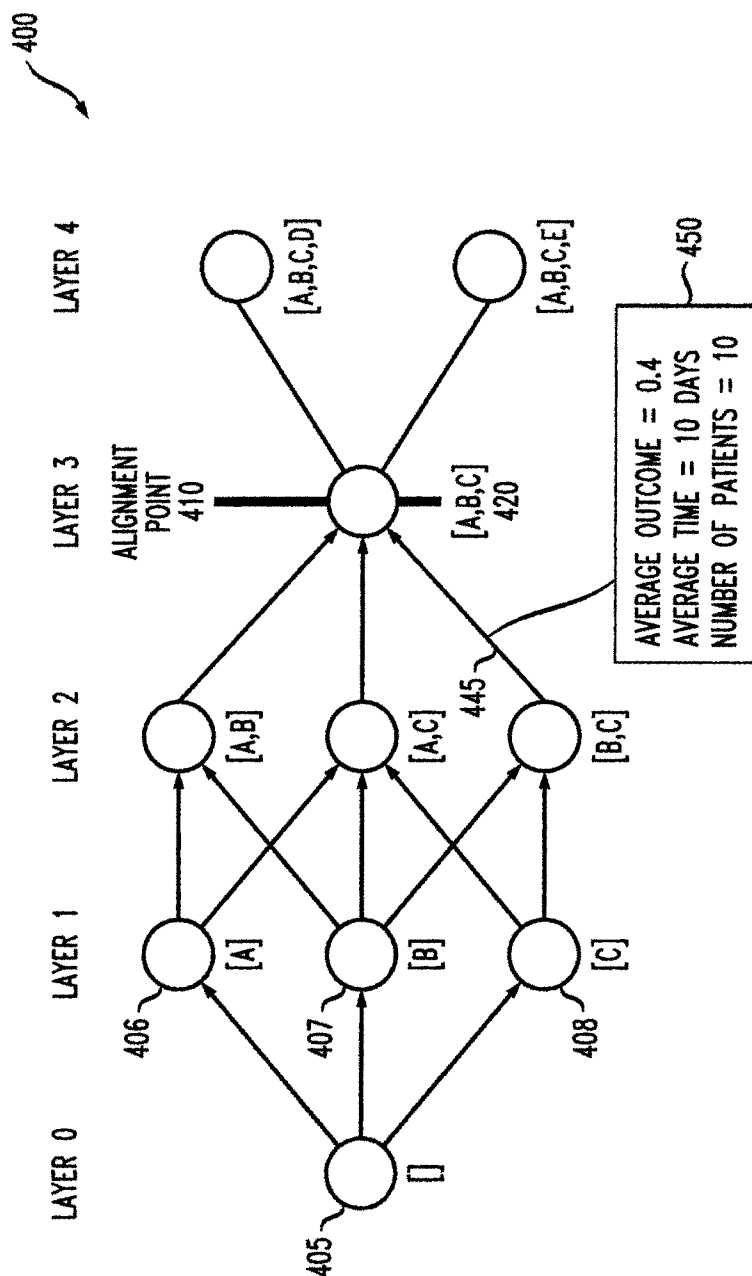 400
LAYER 0
LAYER 1
LAYER 2
LAYER 3
LAYER 4
ALIGNMENT
POINT
410
405
[]
406
[A]
407
[B]
408
[C]
[A,B]
[A,C]
[B,C]
[A,B,C]
420
[A,B,C,D]
[A,B,C,E]
445
450
AVERAGE OUTCOME = 0.4
AVERAGE TIME = 10 DAYS
NUMBER OF PATIENTS = 10